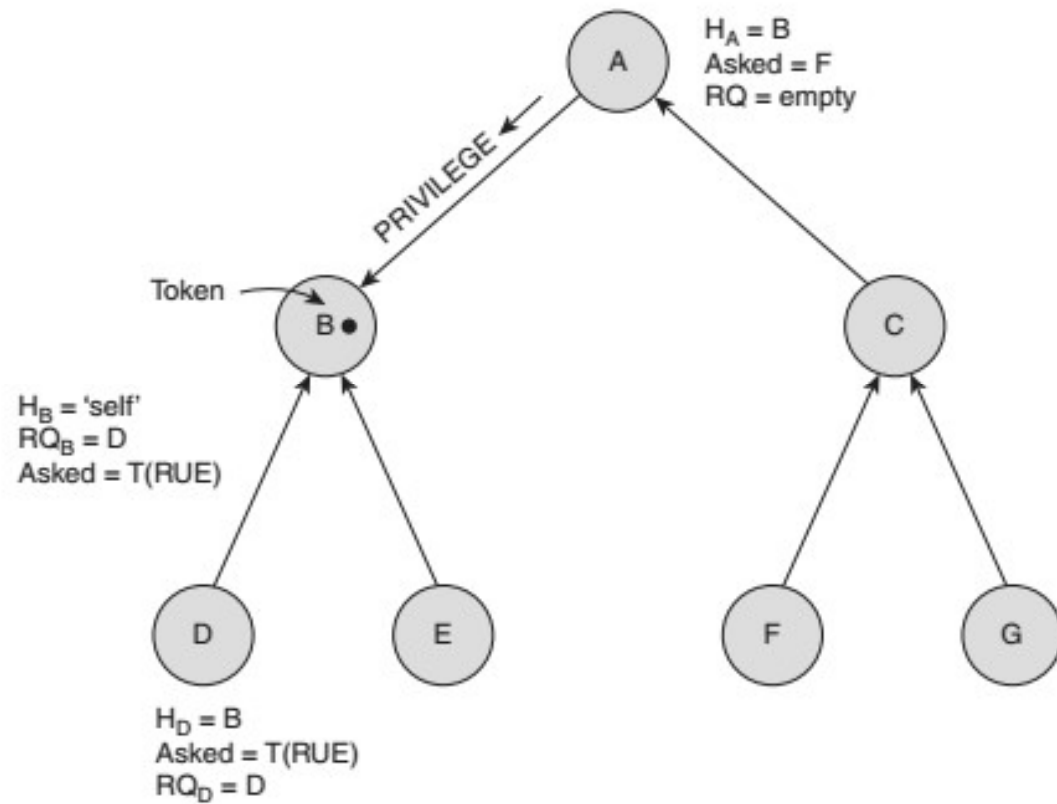 A
H_A = B
Asked = F
RQ = empty
PRIVILEGE
Token
B
C
H_B = ‘self’
RQ_B = D
Asked = T(RUE)
D
E
F
G
H_D = B
Asked = T(RUE)
RQ_D = D